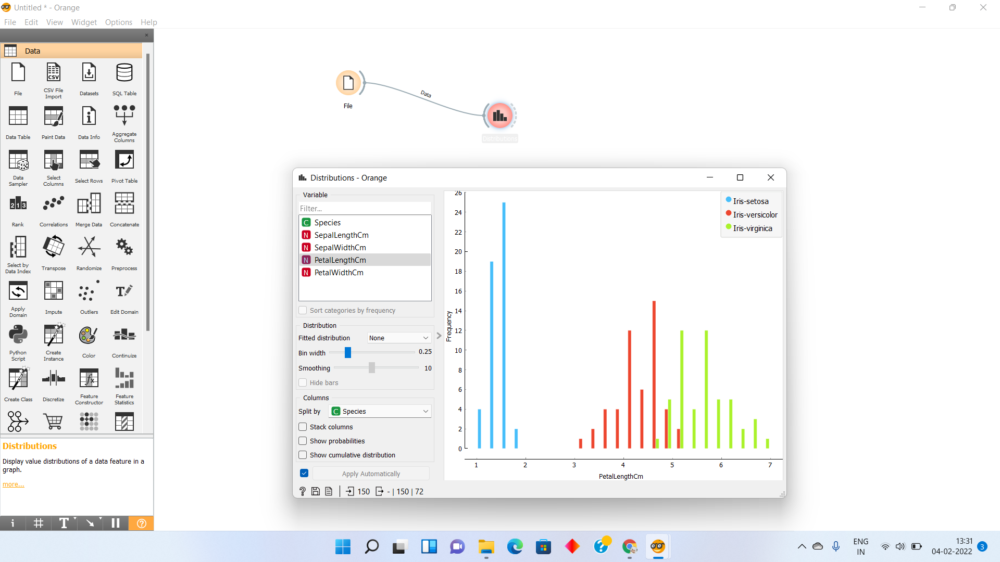 Untitled * - Orange
File Edit View Widget Options Help
Data
File
CSV File Import
Datasets
SQL Table
Data Table
Paint Data
Data Info
Aggregate Columns
Data Sampler
Select Columns
Select Rows
Pivot Table
Rank
Correlations
Merge Data
Concatenate
Select by Data Index
Transpose
Randomize
Preprocess
Apply Domain
Impute
Outliers
Edit Domain
Python Script
Create Instance
Color
Continuize
Create Class
Discretize
Feature Constructor
Feature Statistics
Distributions
Display value distributions of a data feature in a
graph.
more...
File
Data
Distributions
Distributions - Orange
Variable
Filter...
C Species
N SepalLengthCm
N SepalWidthCm
N PetalLengthCm
N PetalWidthCm
Sort categories by frequency
Distribution
Fitted distribution None
Bin width 0.25
Smoothing 10
Hide bars
Columns
Split by C Species
Stack columns
Show probabilities
Show cumulative distribution
Apply Automatically
150 - | 150 | 72
26
24
22
20
18
16
14
12
10
8
6
4
2
0
Frequency
1 2 3 4 5 6 7
PetalLengthCm
Iris-setosa
Iris-versicolor
Iris-virginica
ENG
IN
13:31
04-02-2022
3